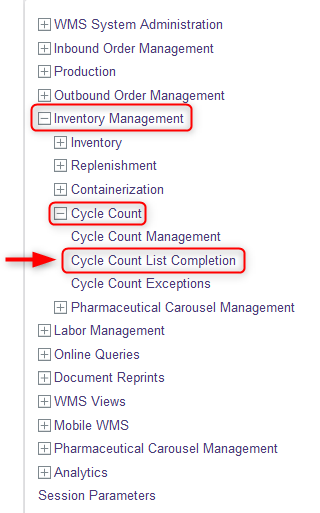 WMS System Administration
Inbound Order Management
Production
Outbound Order Management
Inventory Management
Inventory
Replenishment
Containerization
Cycle Count
Cycle Count Management
Cycle Count List Completion
Cycle Count Exceptions
Pharmaceutical Carousel Management
Labor Management
Online Queries
Document Reprints
WMS Views
Mobile WMS
Pharmaceutical Carousel Management
Analytics
Session Parameters